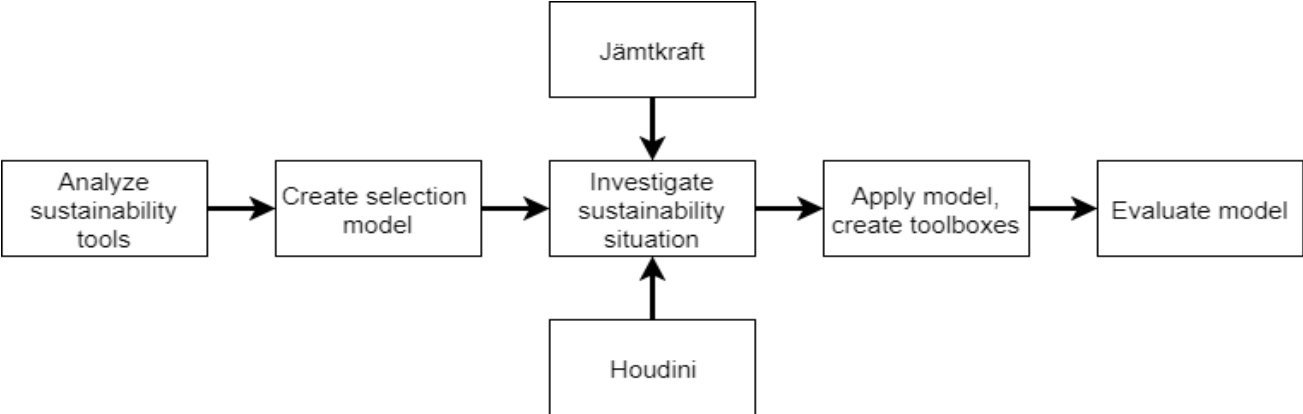 Jämtkraft
Analyze
sustainability
tools
Create selection
model
Investigate
sustainability
situation
Apply model,
create toolboxes
Evaluate model
Houdini